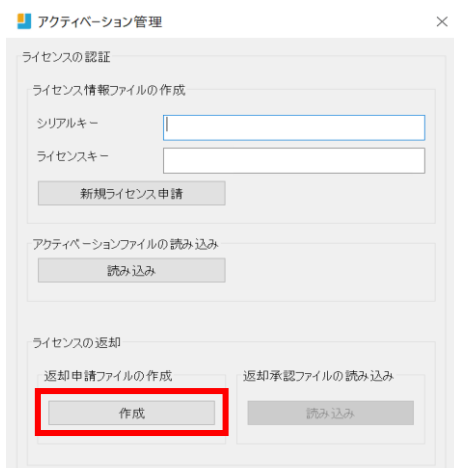 アクティベーション管理
ライセンスの認証
ライセンス情報ファイルの作成
シリアルキー
ライセンスキー
新規ライセンス申請
アクティベーションファイルの読み込み
読み込み
ライセンスの返却
返却申請ファイルの作成
返却承認ファイルの読み込み
作成
読み込み